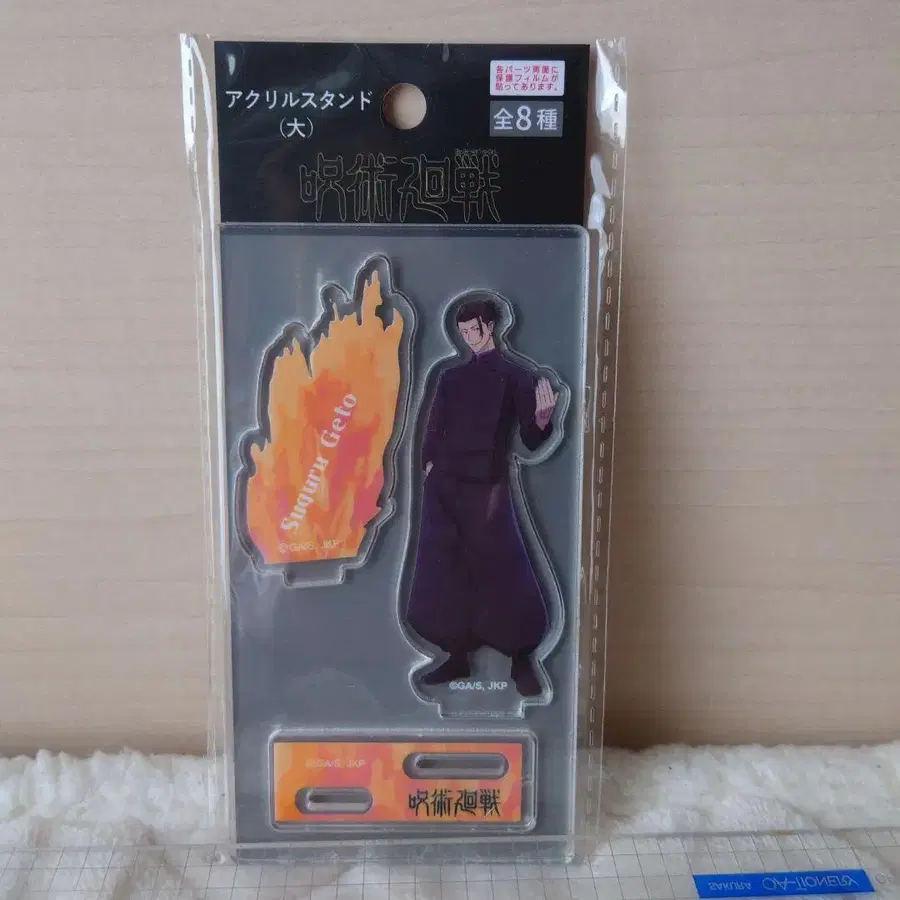 アクリルスタンド
(大)
各パーツ両面に
保護フィルムが
貼ってあります。
全8種
呪術廻戦
Suguru Geto
©GA/S, JKP
©GA/S, JKP
©GA/S, JKP
呪術廻戦